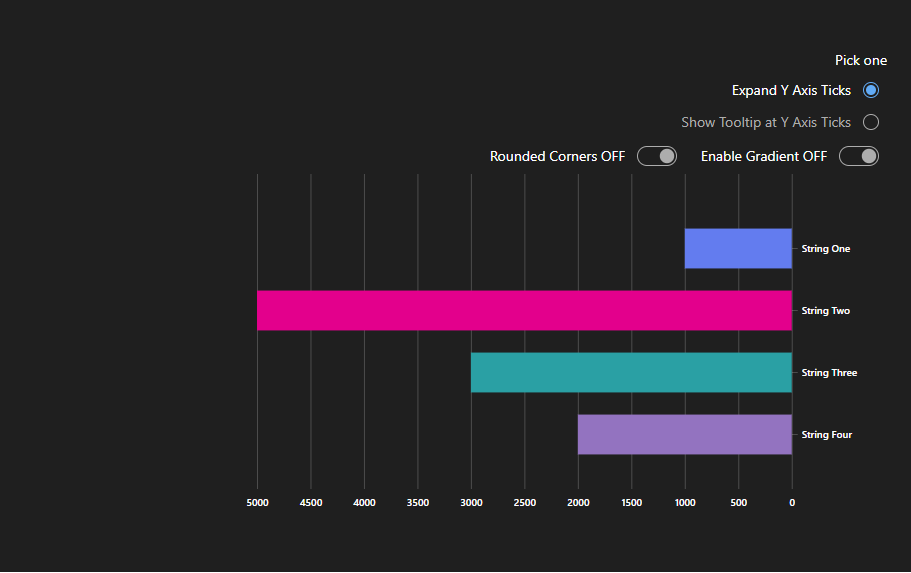 Pick one
Expand Y Axis Ticks
Show Tooltip at Y Axis Ticks
Rounded Corners OFF Enable Gradient OFF
String One
String Two
String Three
String Four
5000 4500 4000 3500 3000 2500 2000 1500 1000 500 0